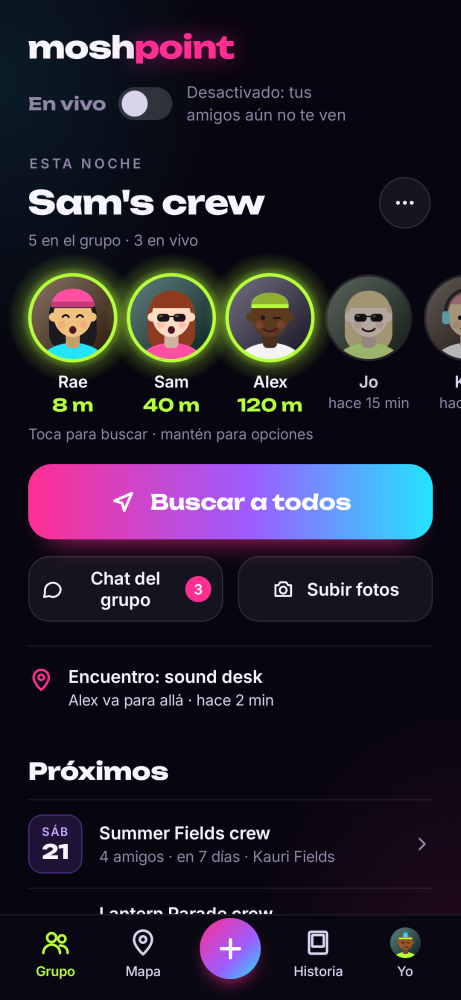 moshpoint
En vivo
Desactivado: tus
amigos aún no te ven
ESTA NOCHE
Sam's crew
5 en el grupo · 3 en vivo
Rae
Sam
Alex
Jo
8 m
40 m
120 m
hace 15 min
Toca para buscar · mantén para opciones
Buscar a todos
Chat del
grupo
3
Subir fotos
Encuentro: sound desk
Alex va para allá · hace 2 min
Próximos
SÁB
21
Summer Fields crew
4 amigos · en 7 días · Kauri Fields
Lantern Parade crew
Grupo
Mapa
Historia
Yo